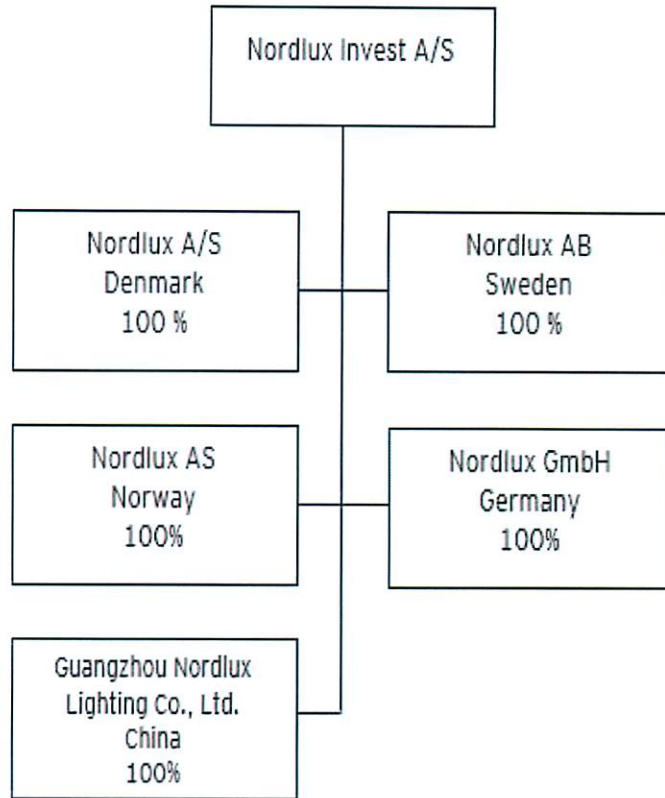 Nordlux Invest A/S
Nordlux A/S
Denmark
100 %
Nordlux AB
Sweden
100 %
Nordlux AS
Norway
100%
Nordlux GmbH
Germany
100%
Guangzhou Nordlux
Lighting Co., Ltd.
China
100%